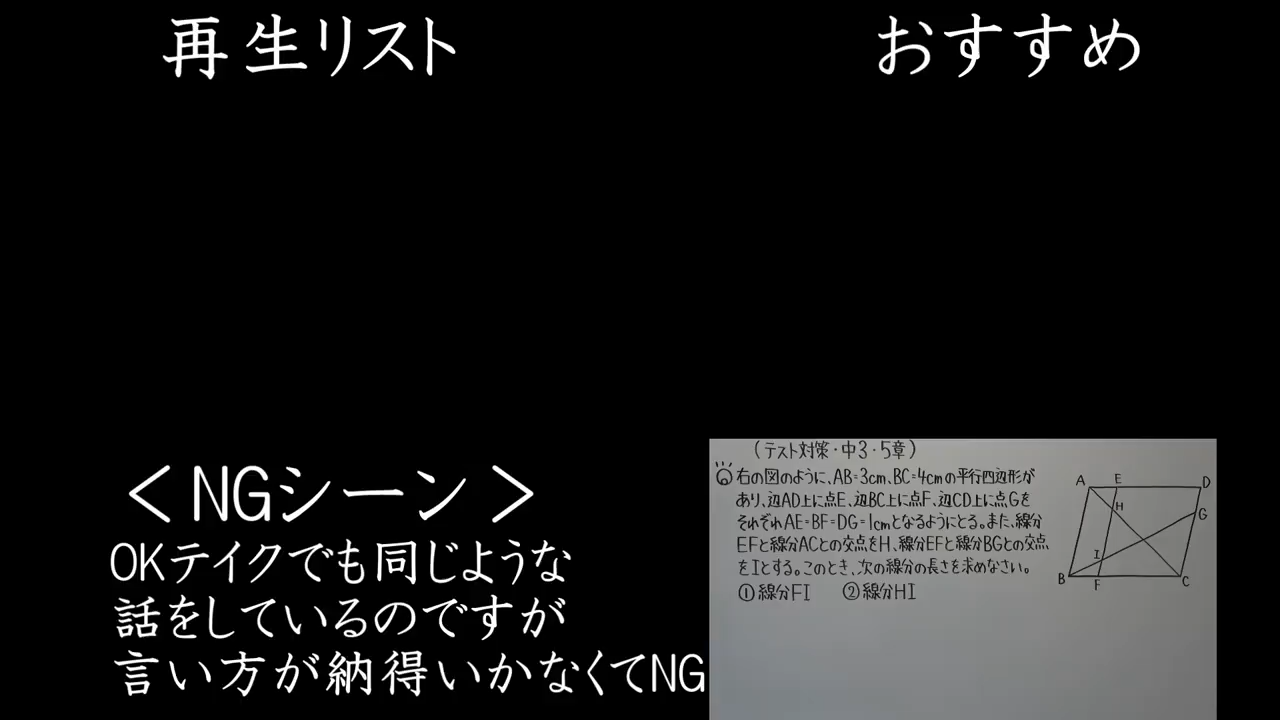 再生リスト
おすすめ
＜NGシーン＞
OKテイクでも同じような
話をしているのですが
言い方が納得いかなくてNG
(テスト対策・中3・5章)
右の図のように、AB=3cm、BC=4cmの平行四辺形が
あり、辺AD上に点E、辺BC上に点F、辺CD上に点Gを
それぞれAE=BF=DG=1cmとなるようにとる。また、線分
EFと線分ACとの交点をH、線分EFと線分BGとの交点
をIとする。このとき、次の線分の長さを求めなさい。
①線分FI ②線分HI
A E D
H
G
I
B F C